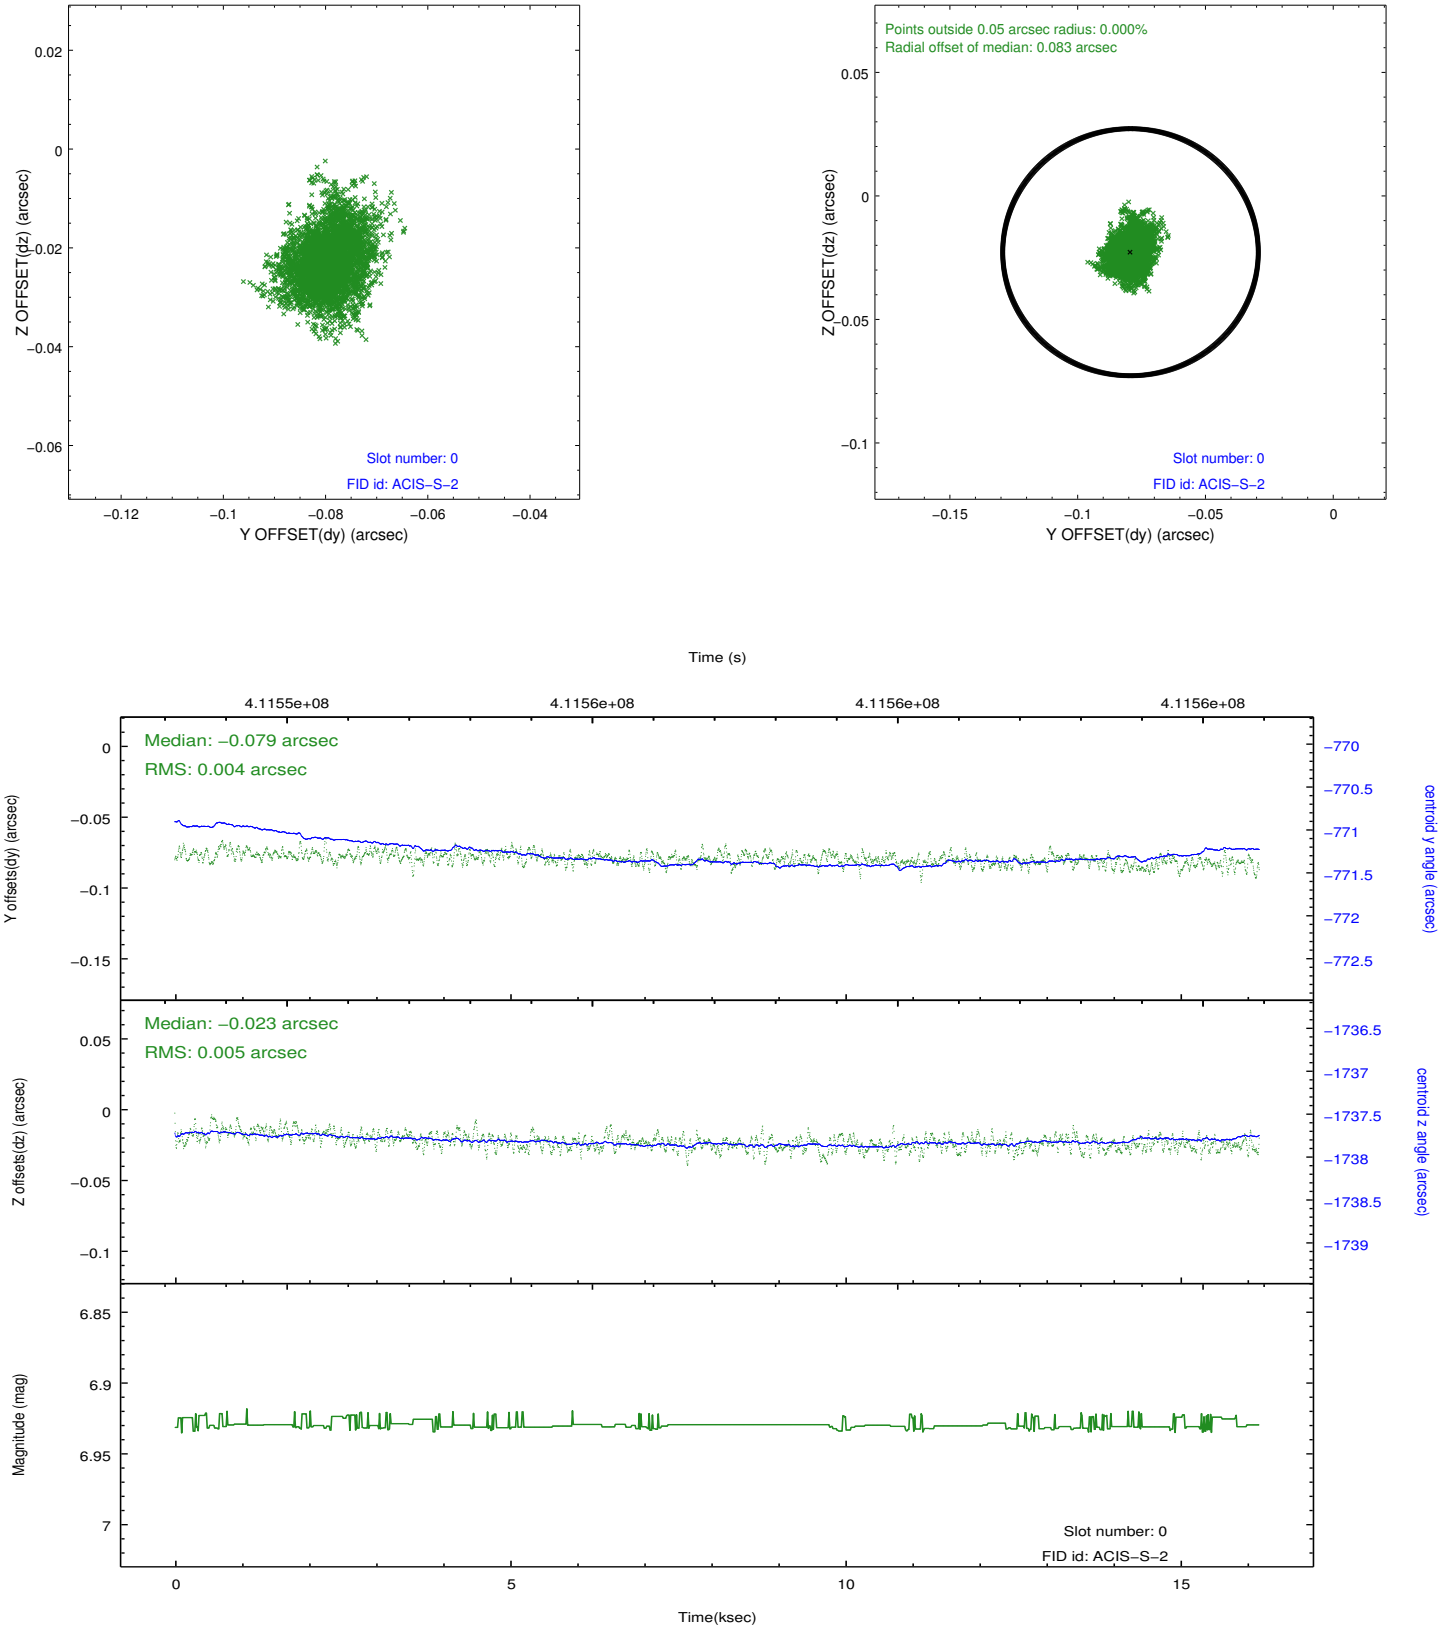 0.02
0
−0.02
−0.04
−0.06
Z OFFSET(dz) (arcsec)
Slot number: 0
FID id: ACIS−S−2
−0.12
−0.1
−0.08
−0.06
−0.04
Y OFFSET(dy) (arcsec)
Points outside 0.05 arcsec radius: 0.000%
Radial offset of median: 0.083 arcsec
0.05
0
−0.05
−0.1
Z OFFSET(dz) (arcsec)
Slot number: 0
FID id: ACIS−S−2
−0.15
−0.1
−0.05
0
Y OFFSET(dy) (arcsec)
Time (s)
4.1155e+08
4.1156e+08
4.1156e+08
4.1156e+08
Median: −0.079 arcsec
RMS: 0.004 arcsec
0
−0.05
−0.1
−0.15
Y offsets(dy) (arcsec)
−770
−770.5
−771
−771.5
−772
−772.5
centroid y angle (arcsec)
Median: −0.023 arcsec
RMS: 0.005 arcsec
0.05
0
−0.05
−0.1
Z offsets(dz) (arcsec)
−1736.5
−1737
−1737.5
−1738
−1738.5
−1739
centroid z angle (arcsec)
6.85
6.9
6.95
7
Magnitude (mag)
Slot number: 0
FID id: ACIS−S−2
0
5
10
15
Time(ksec)